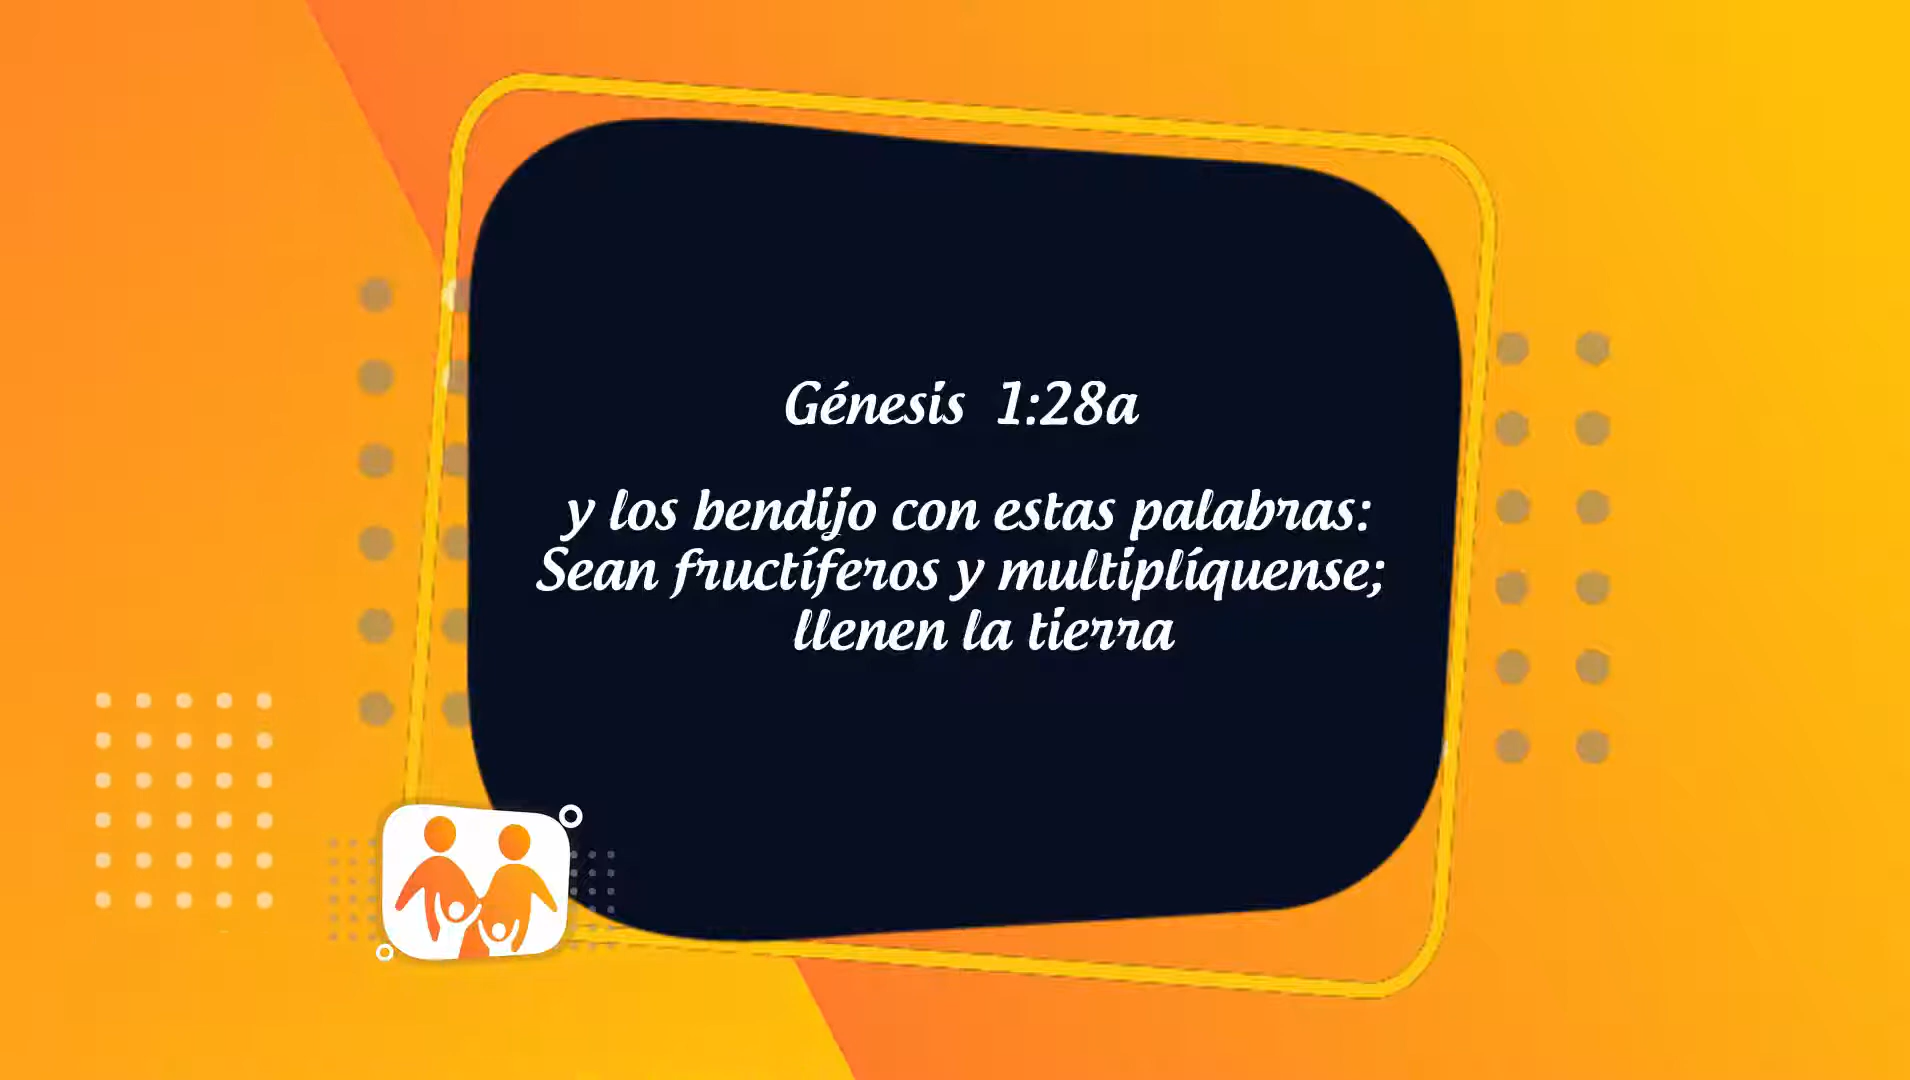 Génesis 1:28a
y los bendijo con estas palabras:
Sean fructíferos y multiplíquense;
llenen la tierra